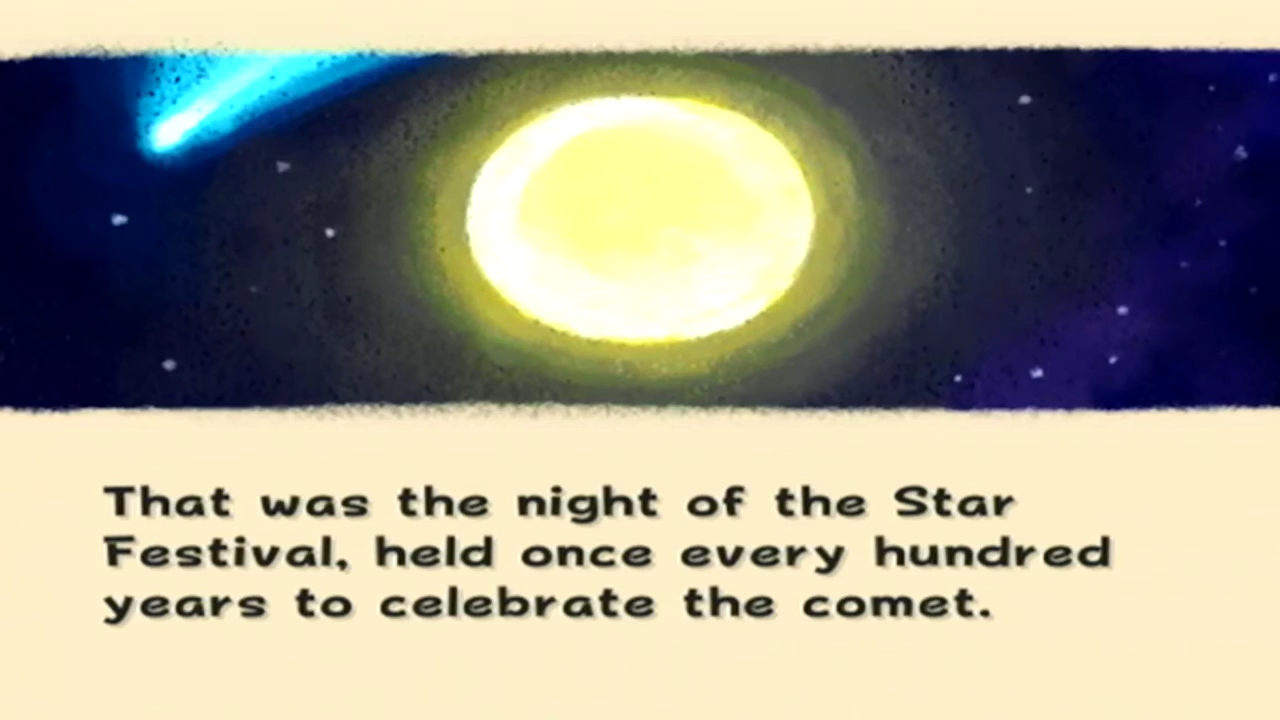 That was the night of the Star
Festival, held once every hundred
years to celebrate the comet.